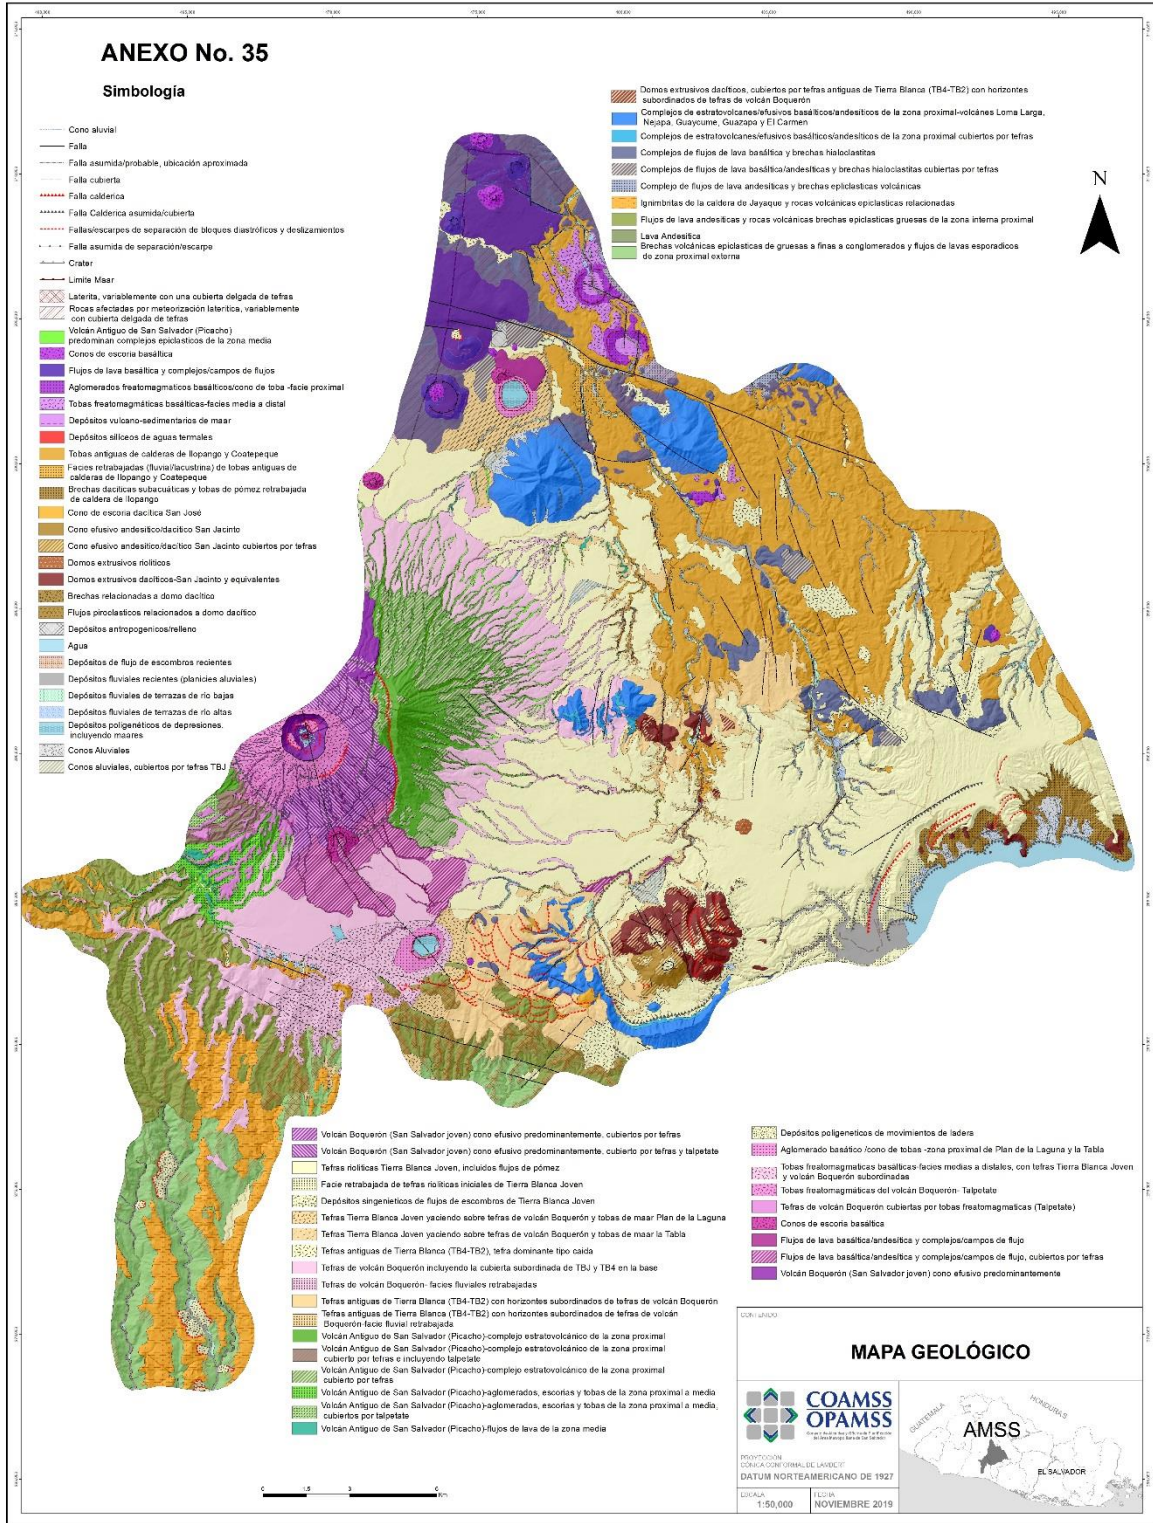 ANEXO No. 35
Simbología
Cono aluvial
Falla
Falla asumida/probable, ubicación aproximada
Falla cubierta
Falla calderica
Falla Calderica asumida/cubierta
Fallas/escarpes de separación de bloques diastróficos y deslizamientos
Falla asumida de separación/escarpe
Crater
Limite Maar
Laterita, variablemente con una cubierta delgada de tefras
Rocas afectadas por meteorización lateritica, variablemente
con cubierta delgada de tefras
Volcán Antiguo de San Salvador (Picacho)
predominan complejos epiclasticos de la zona media
Conos de escoria basáltica
Flujos de lava basáltica y complejos/campos de flujos
Aglomerados freatomagmaticos basálticos/cono de toba -facie proximal
Tobas freatomagmáticas basálticas-facies media a distal
Depósitos vulcano-sedimentarios de maar
Depósitos silíceos de aguas termales
Tobas antiguas de calderas de Ilopango y Coatepeque
Facies retrabajadas (fluvial/lacustrina) de tobas antiguas de
calderas de Ilopango y Coatepeque
Brechas dacíticas subacuáticas y tobas de pómez retrabajada
de caldera de Ilopango
Cono de escoria dacítica San José
Cono efusivo andesítico/dacítico San Jacinto
Cono efusivo andesítico/dacítico San Jacinto cubiertos por tefras
Domos extrusivos riolíticos
Domos extrusivos dacíticos-San Jacinto y equivalentes
Brechas relacionadas a domo dacítico
Flujos piroclasticos relacionados a domo dacítico
Depósitos antropogenicos/relleno
Agua
Depósitos de flujo de escombros recientes
Depósitos fluviales recientes (planicies aluviales)
Depósitos fluviales de terrazas de río bajas
Depósitos fluviales de terrazas de río altas
Depósitos poligenéticos de depresiones,
incluyendo maares
Conos Aluviales
Conos aluviales, cubiertos por tefras TBJ
Domos extrusivos dacíticos, cubiertos por tefras antiguas de Tierra Blanca (TB4-TB2) con horizontes
subordinados de tefras de volcán Boquerón
Complejos de estratovolcanes/efusivos basálticos/andesíticos de la zona proximal-volcánes Loma Larga,
Nejapa, Guaycume, Guazapa y El Carmen
Complejos de estratovolcanes/efusivos basálticos/andesíticos de la zona proximal cubiertos por tefras
Complejos de flujos de lava basáltica y brechas hialoclastitas
Complejos de flujos de lava basáltica/andesíticas y brechas hialoclastitas cubiertas por tefras
Complejo de flujos de lava andesíticas y brechas epiclasticas volcánicas
Ignimbritas de la caldera de Jayaque y rocas volcánicas epiclasticas relacionadas
Flujos de lava andesíticas y rocas volcánicas brechas epiclasticas gruesas de la zona interna proximal
Lava Andesítica
Brechas volcánicas epiclasticas de gruesas a finas a conglomerados y flujos de lavas esporadicos
de zona proximal externa
N
Volcán Boquerón (San Salvador joven) cono efusivo predominantemente, cubiertos por tefras
Volcán Boquerón (San Salvador joven) cono efusivo predominantemente, cubierto por tefras y talpetate
Tefras riolíticas Tierra Blanca Joven, incluidos flujos de pómez
Facie retrabajada de tefras riolíticas iniciales de Tierra Blanca Joven
Depósitos singenieticos de flujos de escombros de Tierra Blanca Joven
Tefras Tierra Blanca Joven yaciendo sobre tefras de volcán Boquerón y tobas de maar Plan de la Laguna
Tefras Tierra Blanca Joven yaciendo sobre tefras de volcán Boquerón y tobas de maar la Tabla
Tefras antiguas de Tierra Blanca (TB4-TB2), tefra dominante tipo caída
Tefras de volcán Boquerón incluyendo la cubierta subordinada de TBJ y TB4 en la base
Tefras de volcán Boquerón- facies fluviales retrabajadas
Tefras antiguas de Tierra Blanca (TB4-TB2) con horizontes subordinados de tefras de volcán Boquerón
Tefras antiguas de Tierra Blanca (TB4-TB2) con horizontes subordinados de tefras de volcán
Boquerón-facie fluvial retrabajada
Volcán Antiguo de San Salvador (Picacho)-complejo estratovolcánico de la zona proximal
Volcán Antiguo de San Salvador (Picacho)-complejo estratovolcánico de la zona proximal
cubierto por tefras e incluyendo talpetate
Volcán Antiguo de San Salvador (Picacho)-complejo estratovolcánico de la zona proximal
cubierto por tefras
Volcán Antiguo de San Salvador (Picacho)-aglomerados, escorias y tobas de la zona proximal a media
Volcán Antiguo de San Salvador (Picacho)-aglomeradas, escorias y tobas de la zona proximal a media,
cubiertos por talpetate
Volcán Antiguo de San Salvador (Picacho)-flujos de lava de la zona media
Depósitos poligeneticos de movimientos de ladera
Aglomerado basático /cono de tobas -zona proximal de Plan de la Laguna y la Tabla
Tobas freatomagmaticas basálticas-facies medias a distales, con tefras Tierra Blanca Joven
y volcán Boquerón subordinadas
Tobas freatomagmáticas del volcán Boquerón- Talpetate
Tefras de volcán Boquerón cubiertas por tobas freatomagmaticas (Talpetate)
Conos de escoria basáltica
Flujos de lava basáltica/andesítica y complejos/campos de flujo
Flujos de lava basáltica/andesítica y complejos/campos de flujo, cubiertos por tefras
Volcán Boquerón (San Salvador joven) cono efusivo predominantemente
0 1.5 3 6
Km
CONTENIDO
MAPA GEOLÓGICO
COAMSS
OPAMSS
PROYECCION
CÓNICA CONFORMAL DE LAMBERT
DATUM NORTEAMERICANO DE 1927
ESCALA
1:50,000
FECHA
NOVIEMBRE 2019
GUATEMALA
HONDURAS
AMSS
EL SALVADOR